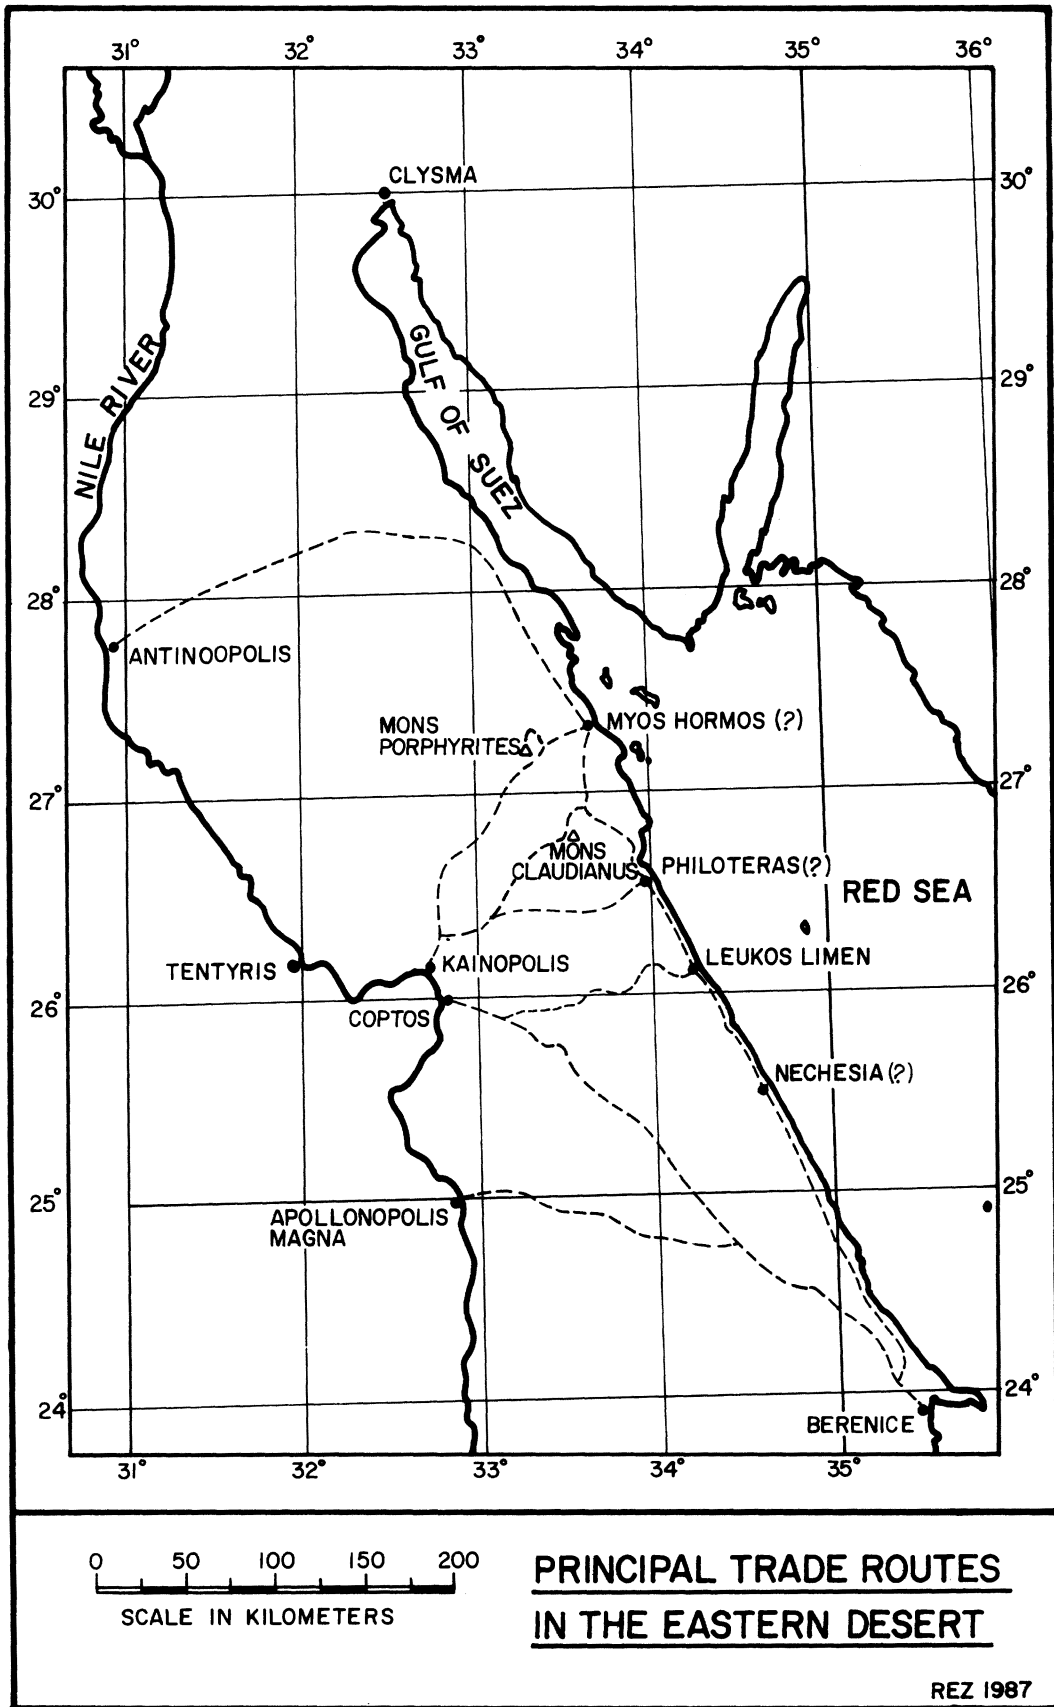 31° 32° 33° 34° 35° 36°
CLYSMA
30° 30°
GULF OF SUEZ
NILE RIVER
29° 29°
28° 28°
ANTINOOPOLIS
MYOS HORMOS (?)
MONS
PORPHYRITES
27° 27°
MONS
CLAUDIANUS
PHILOTERAS(?)
RED SEA
LEUKOS LIMEN
TENTYRIS
KAINOPOLIS
26° 26°
COPTOS
NECHESIA(?)
25° 25°
APOLLONOPOLIS
MAGNA
24° 24°
BERENICE
31° 32° 33° 34° 35°
0 50 100 150 200
SCALE IN KILOMETERS
PRINCIPAL TRADE ROUTES
IN THE EASTERN DESERT
REZ 1987